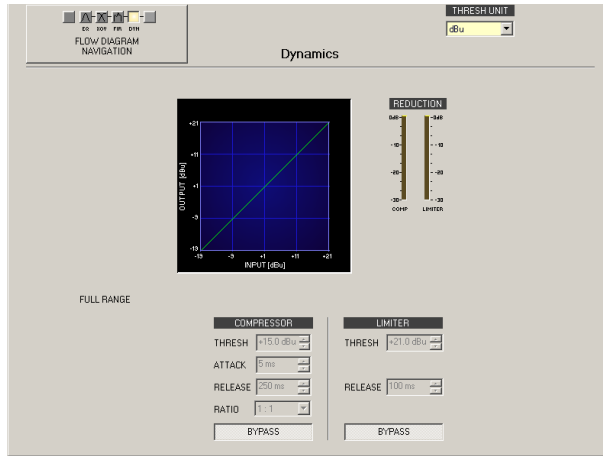 THRESH UNIT
dBu
EQ XOV FIR DYN
FLOW DIAGRAM
NAVIGATION
Dynamics
REDUCTION
0dB -0dB
-10 -10
-20 -20
-30 -30
COMP LIMITER
+21
+11
+1
-9
-19
OUTPUT [dBu]
-19 -9 +1 +11 +21
INPUT [dBu]
FULL RANGE
COMPRESSOR
THRESH +15.0 dBu
ATTACK 5 ms
RELEASE 250 ms
RATIO 1 : 1
BYPASS
LIMITER
THRESH +21.0 dBu
RELEASE 100 ms
BYPASS